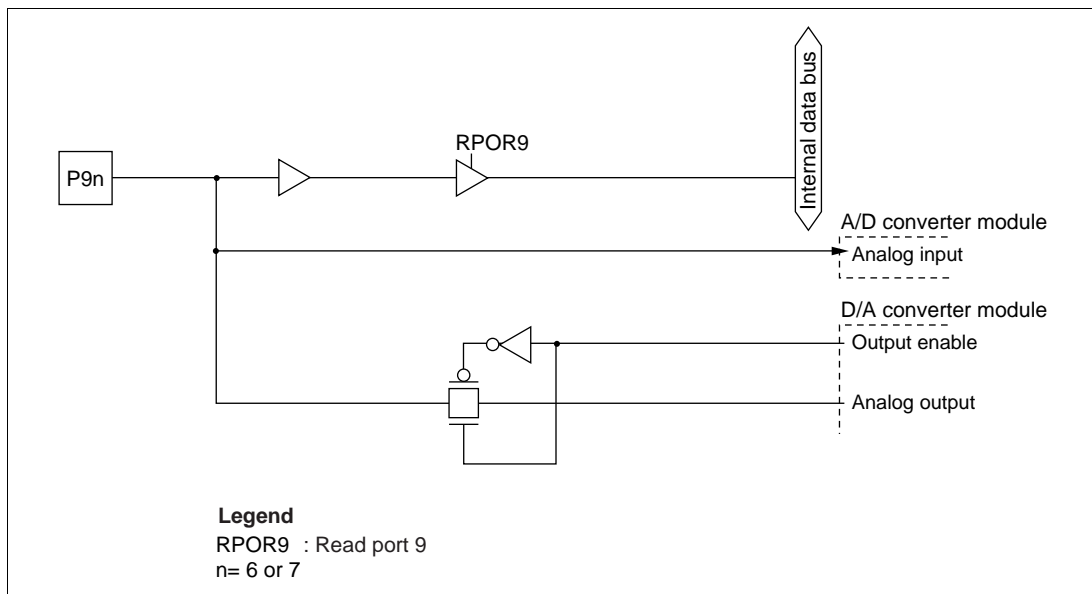 RPOR9
P9n
Internal data bus
A/D converter module
Analog input
D/A converter module
Output enable
Analog output
Legend
RPOR9 : Read port 9
n= 6 or 7